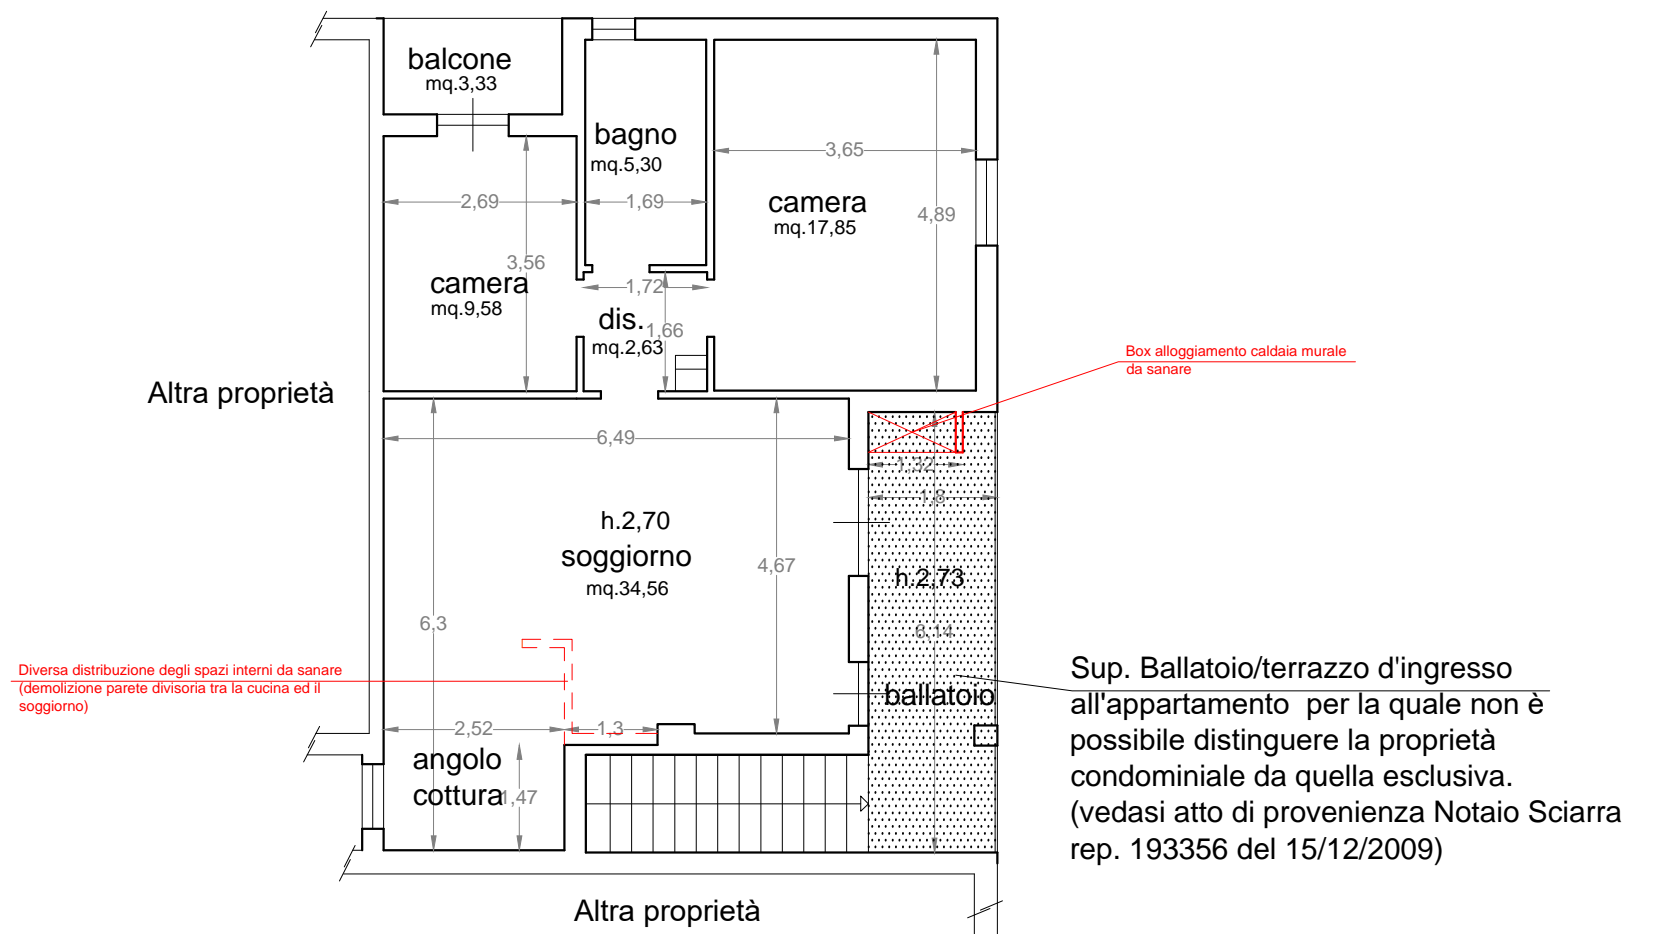 balcone
mq.3,33
bagno
mq.5,30
3,65
camera
mq.17,85
4,89
2,69
1,69
3,56
camera
mq.9,58
1,72
dis.
mq.2,63
1,66
Altra proprietà
Box alloggiamento caldaia murale
da sanare
6,49
1,32
1,8
h.2,70
soggiorno
mq.34,56
4,67
h.2,73
6,3
6,14
ballatoio
Diversa distribuzione degli spazi interni da sanare
(demolizione parete divisoria tra la cucina ed il
soggiorno)
2,52
1,3
angolo
cottura
1,47
Sup. Ballatoio/terrazzo d'ingresso
all'appartamento per la quale non è
possibile distinguere la proprietà
condominiale da quella esclusiva.
(vedasi atto di provenienza Notaio Sciarra
rep. 193356 del 15/12/2009)
Altra proprietà